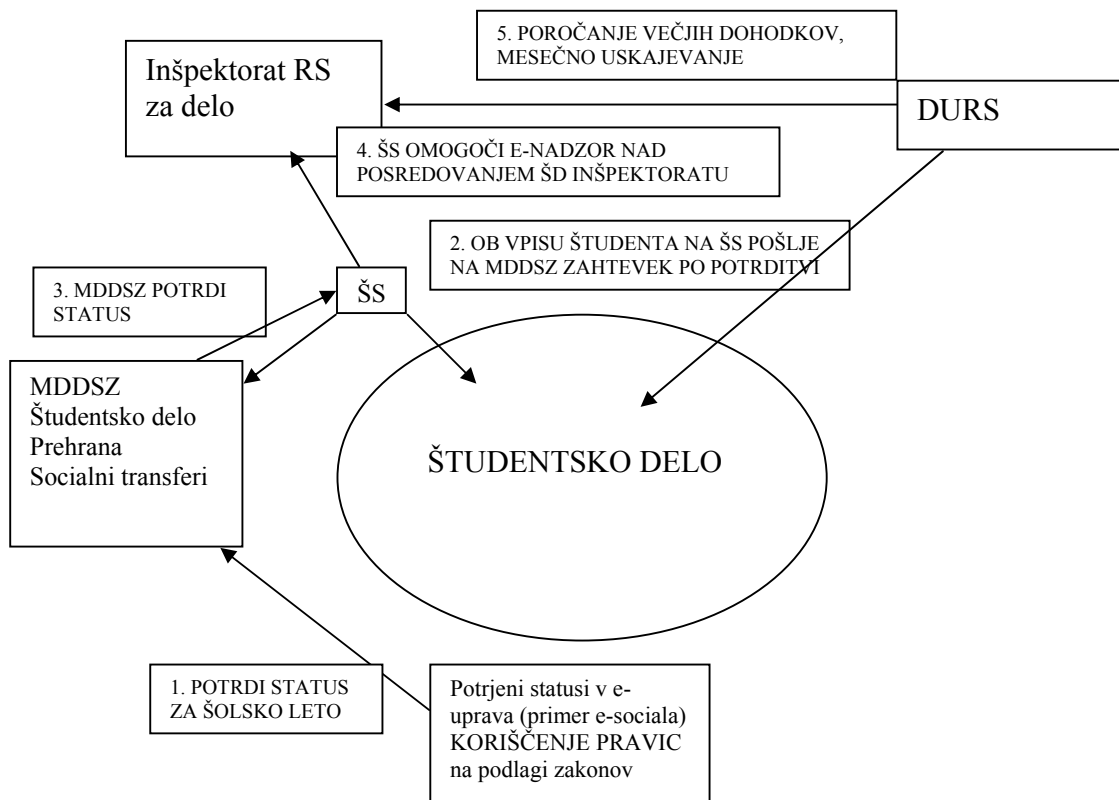 5. POROČANJE VEČJIH DOHODKOV,
MESEČNO USKAJEVANJE
Inšpektorat RS
za delo
DURS
4. ŠS OMOGOČI E-NADZOR NAD
POSREDOVANJEM ŠD INŠPEKTORATU
2. OB VPISU ŠTUDENTA NA ŠS POŠLJE
NA MDDSZ ZAHTEVEK PO POTRDITVI
3. MDDSZ POTRDI
STATUS
ŠS
MDDSZ
Študentsko delo
Prehrana
Socialni transferi
ŠTUDENTSKO DELO
1. POTRDI STATUS
ZA ŠOLSKO LETO
Potrjeni statusi v e-
uprava (primer e-sociala)
KORIŠČENJE PRAVIC
na podlagi zakonov